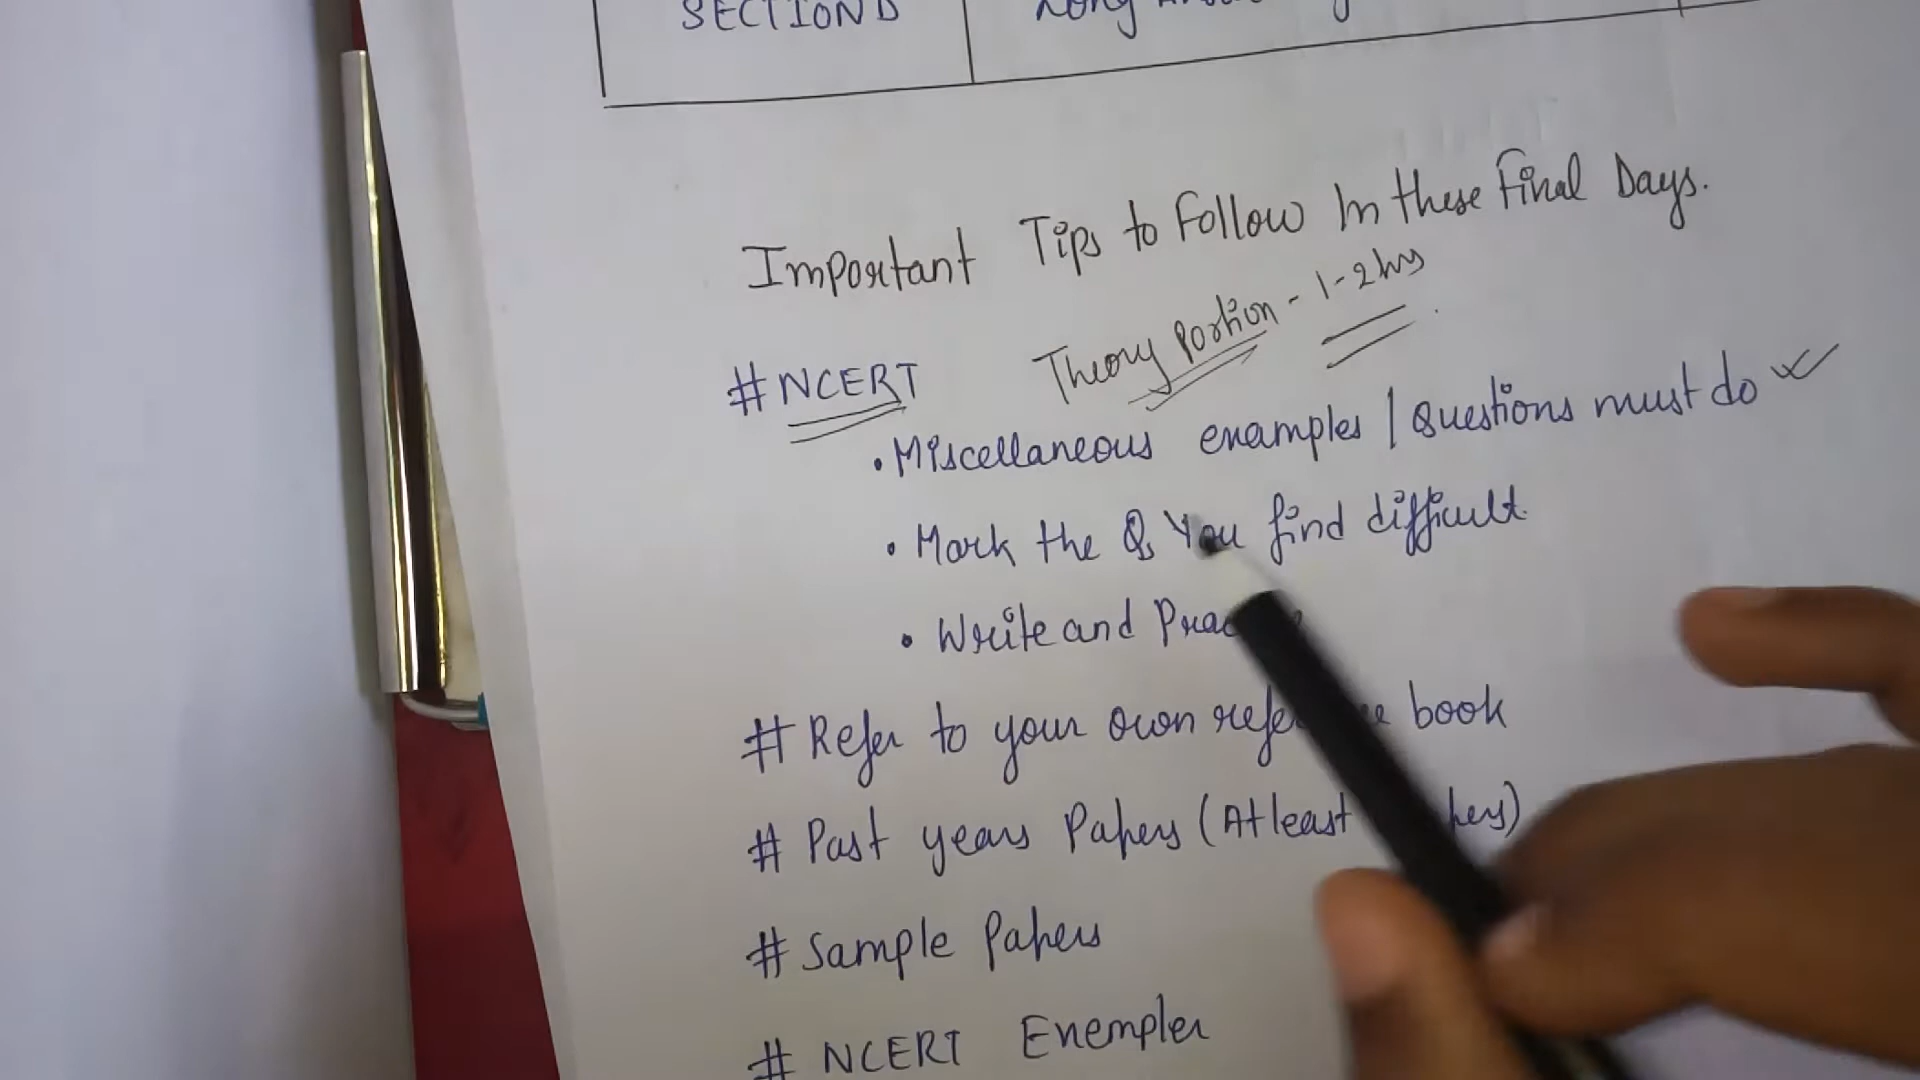 SECTION D
Important Tips to Follow In these Final Days.
Theory Portion - 1-2 hrs
#NCERT
• Miscellaneous examples / Questions must do
• Mark the Qs You find difficult
• Write and
# Refer to your own book
# Past years Papers (Atleast
# Sample Papers
# NCERT Exempler